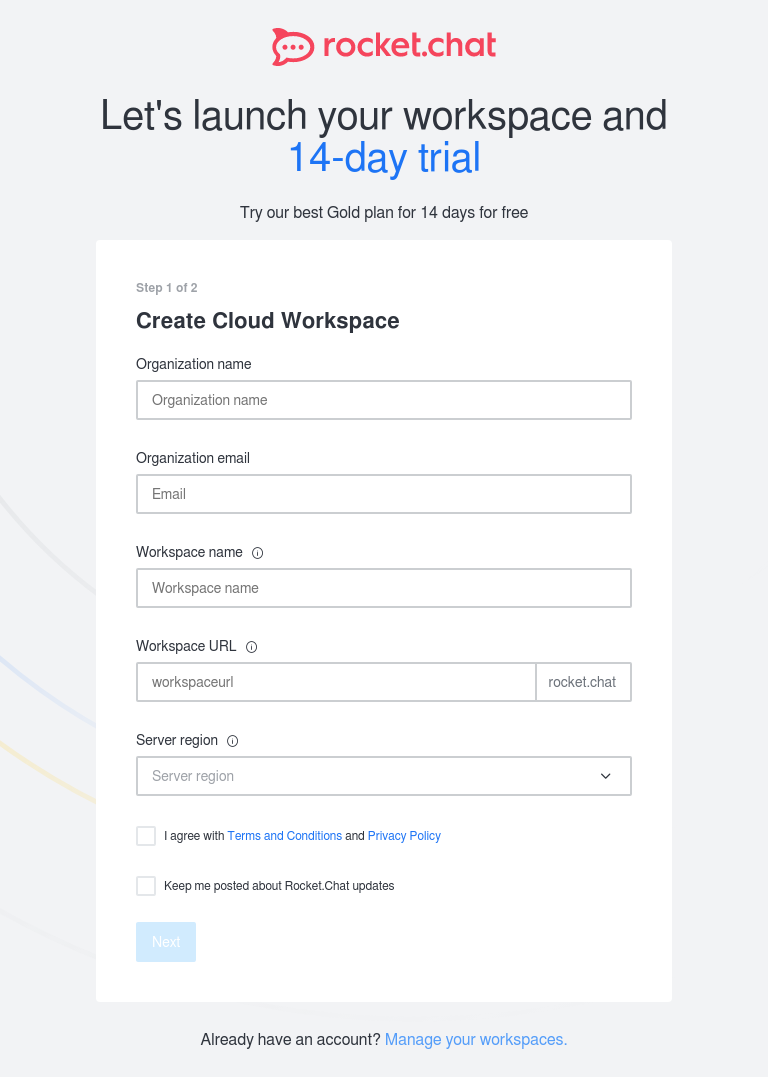 rocket.chat
Let's launch your workspace and
14-day trial
Try our best Gold plan for 14 days for free
Step 1 of 2
Create Cloud Workspace
Organization name
Organization name
Organization email
Email
Workspace name
Workspace name
Workspace URL
workspaceurl rocket.chat
Server region
Server region
I agree with Terms and Conditions and Privacy Policy
Keep me posted about Rocket.Chat updates
Next
Already have an account? Manage your workspaces.